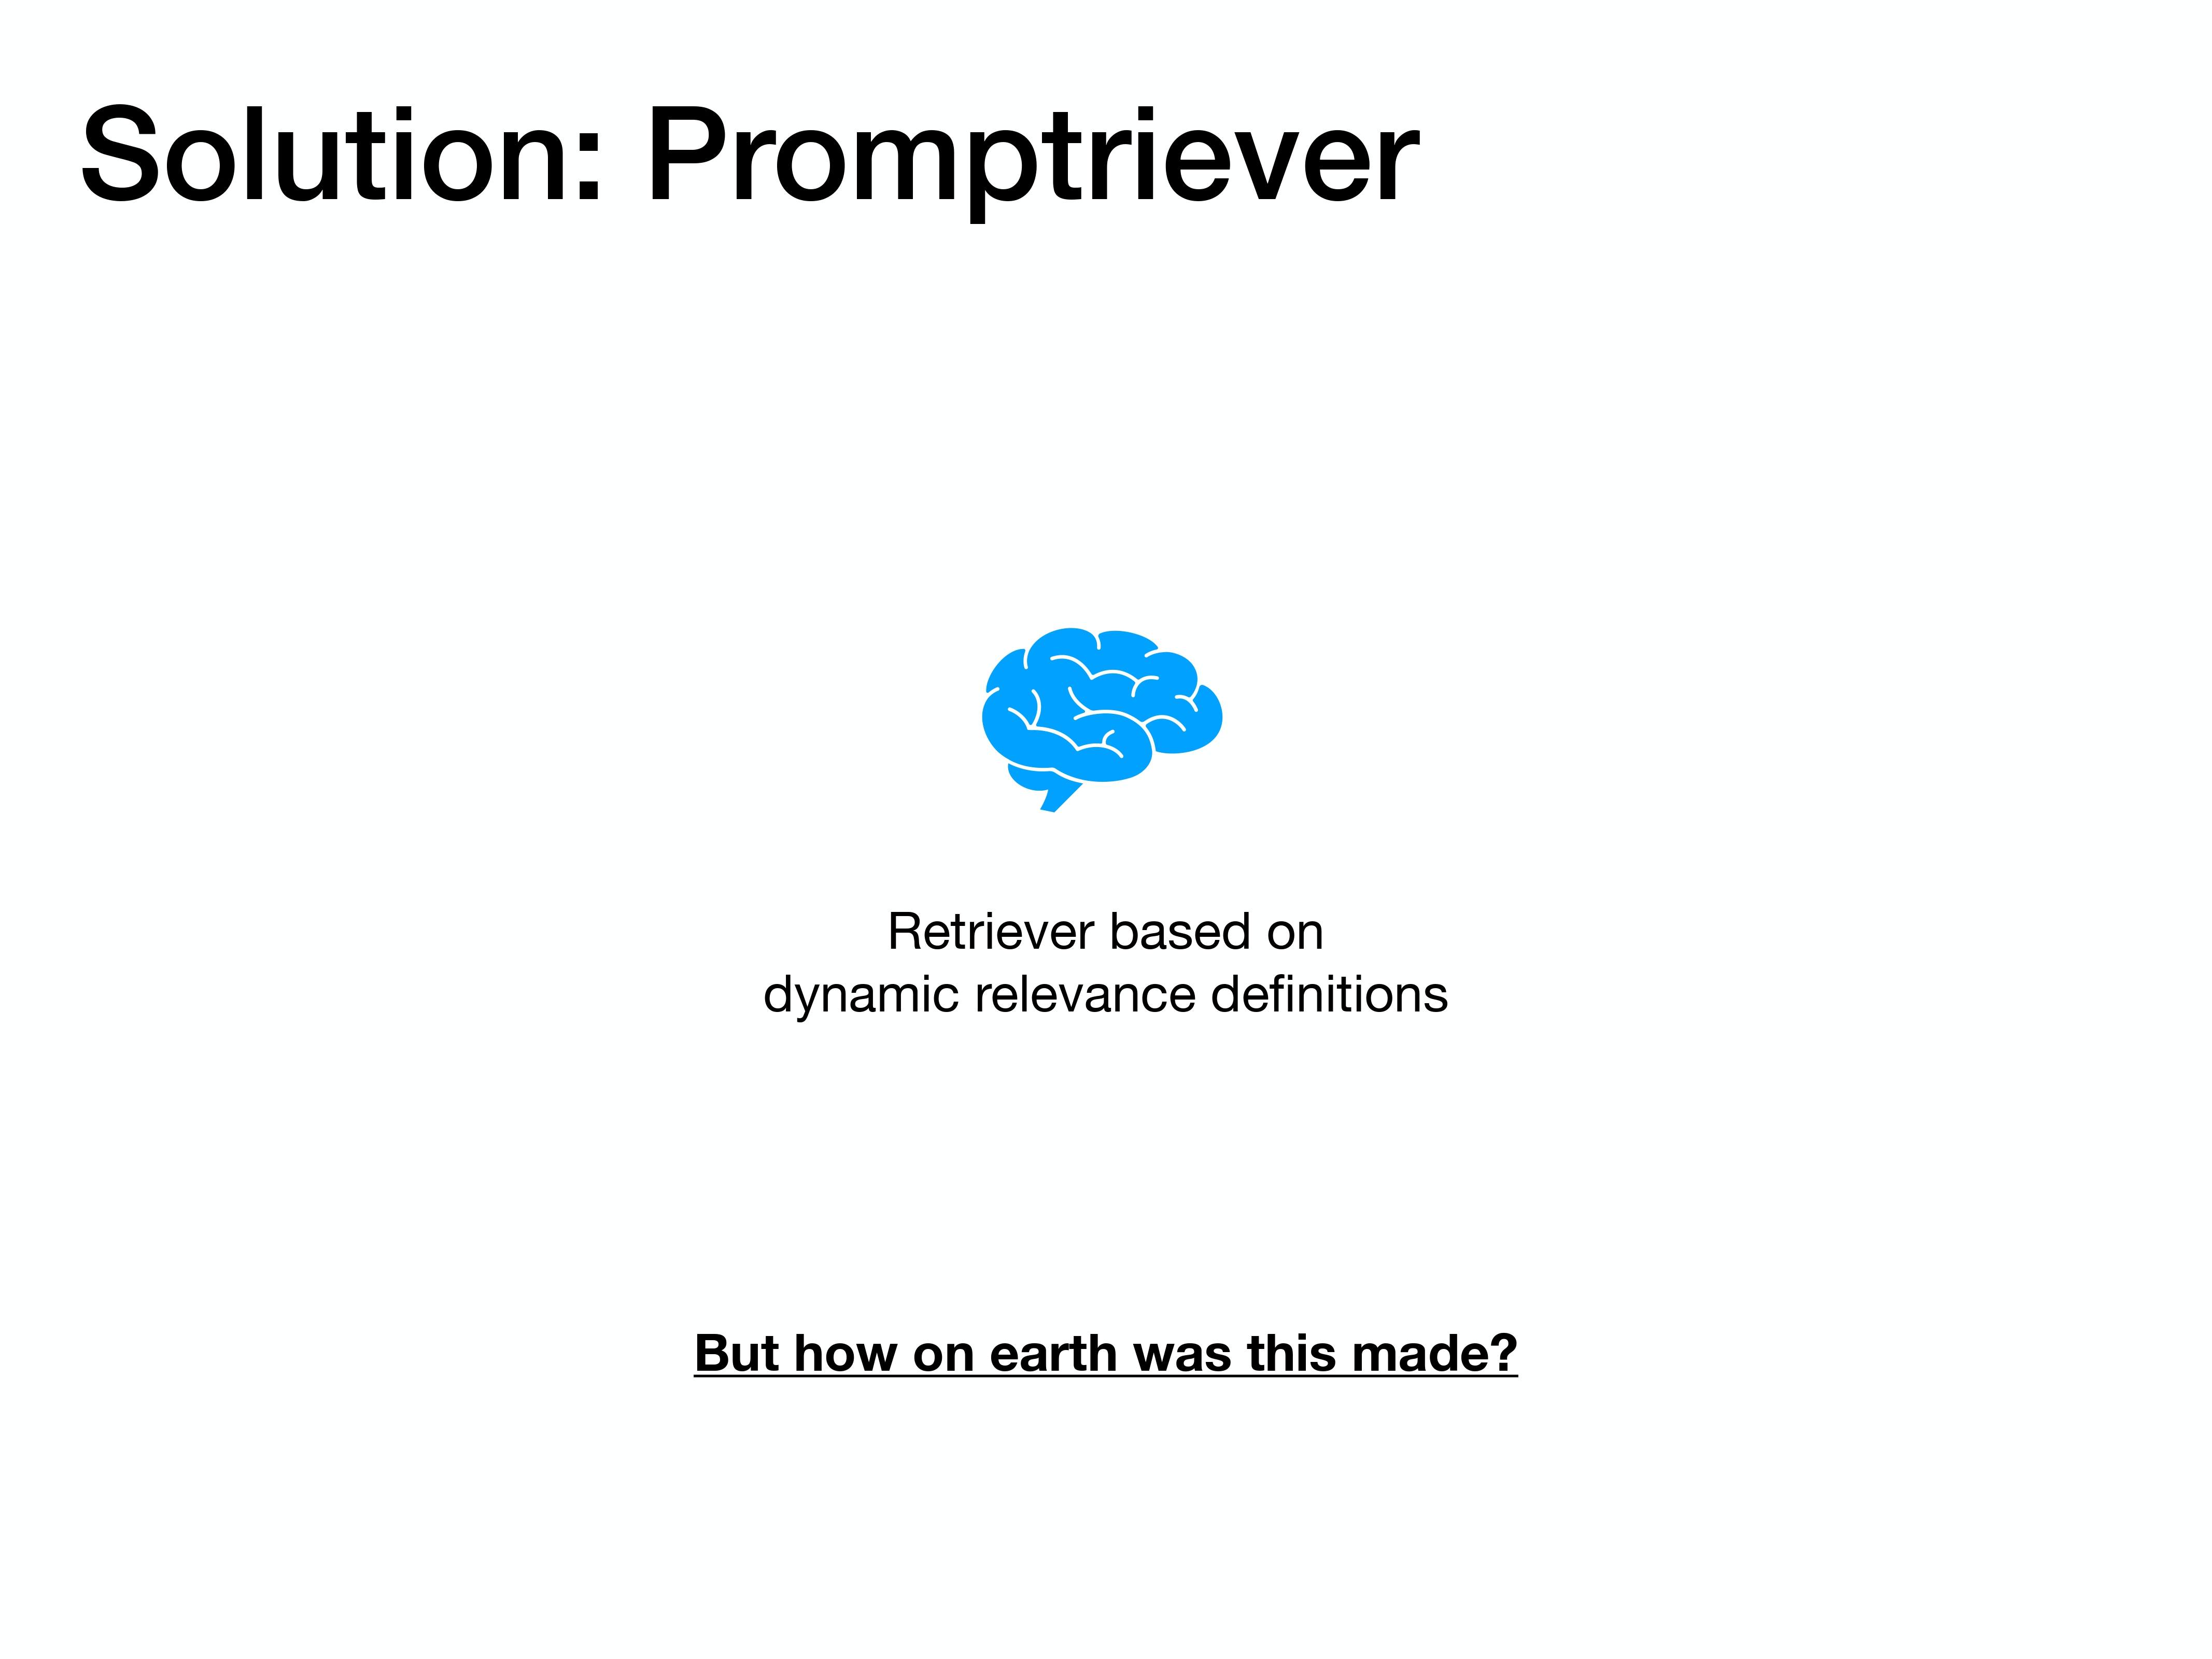 Solution: Promptriever
Retriever based on
dynamic relevance definitions
But how on earth was this made?